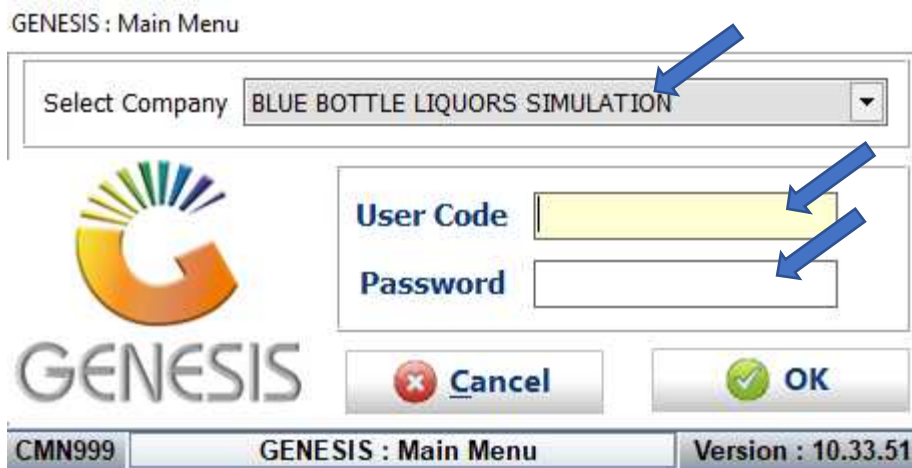 GENESIS : Main Menu
Select Company BLUE BOTTLE LIQUORS SIMULATION
User Code
Password
GENESIS
Cancel OK
CMN999 GENESIS : Main Menu Version : 10.33.51